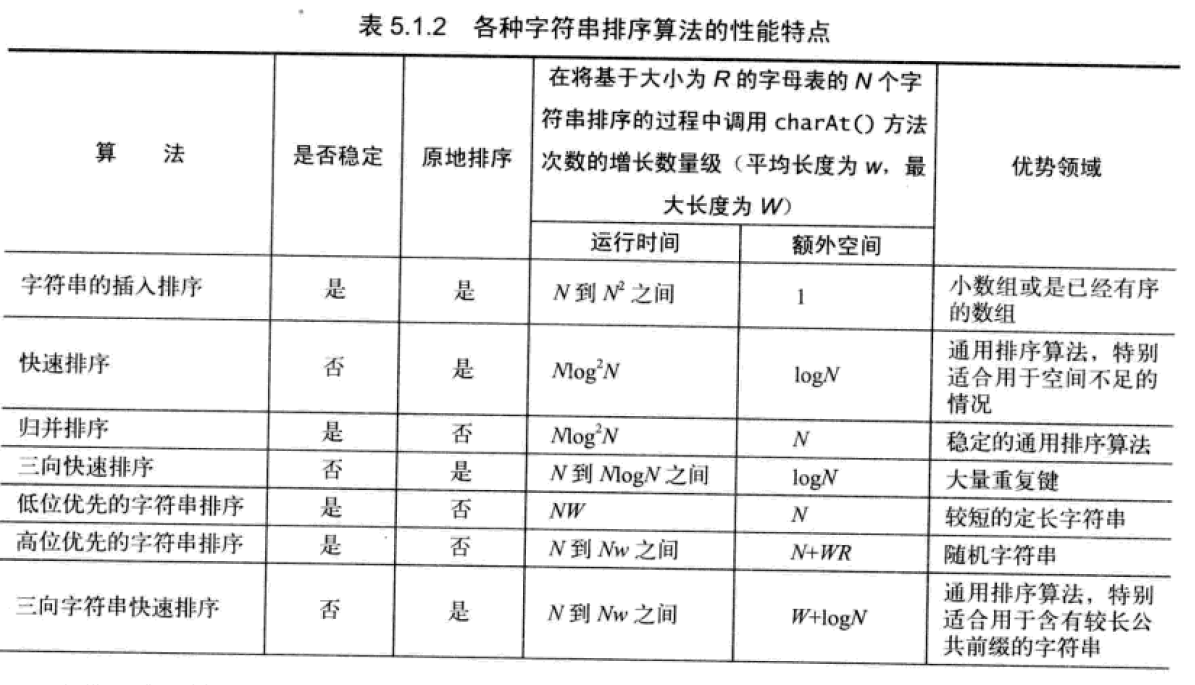 表 5.1.2 各种字符串排序算法的性能特点
算 法
是否稳定
原地排序
在将基于大小为 R 的字母表的 N 个字
符串排序的过程中调用 charAt() 方法
次数的增长数量级（平均长度为 w，最
大长度为 W）
优势领域
运行时间
额外空间
字符串的插入排序
是
是
N 到 N² 之间
1
小数组或是已经有序
的数组
快速排序
否
是
Nlog²N
logN
通用排序算法，特别
适合用于空间不足的
情况
归并排序
是
否
Nlog²N
N
稳定的通用排序算法
三向快速排序
否
是
N 到 NlogN 之间
logN
大量重复键
低位优先的字符串排序
是
否
NW
N
较短的定长字符串
高位优先的字符串排序
是
否
N 到 Nw 之间
N+WR
随机字符串
三向字符串快速排序
否
是
N 到 Nw 之间
W+logN
通用排序算法，特别
适合用于含有较长公
共前缀的字符串